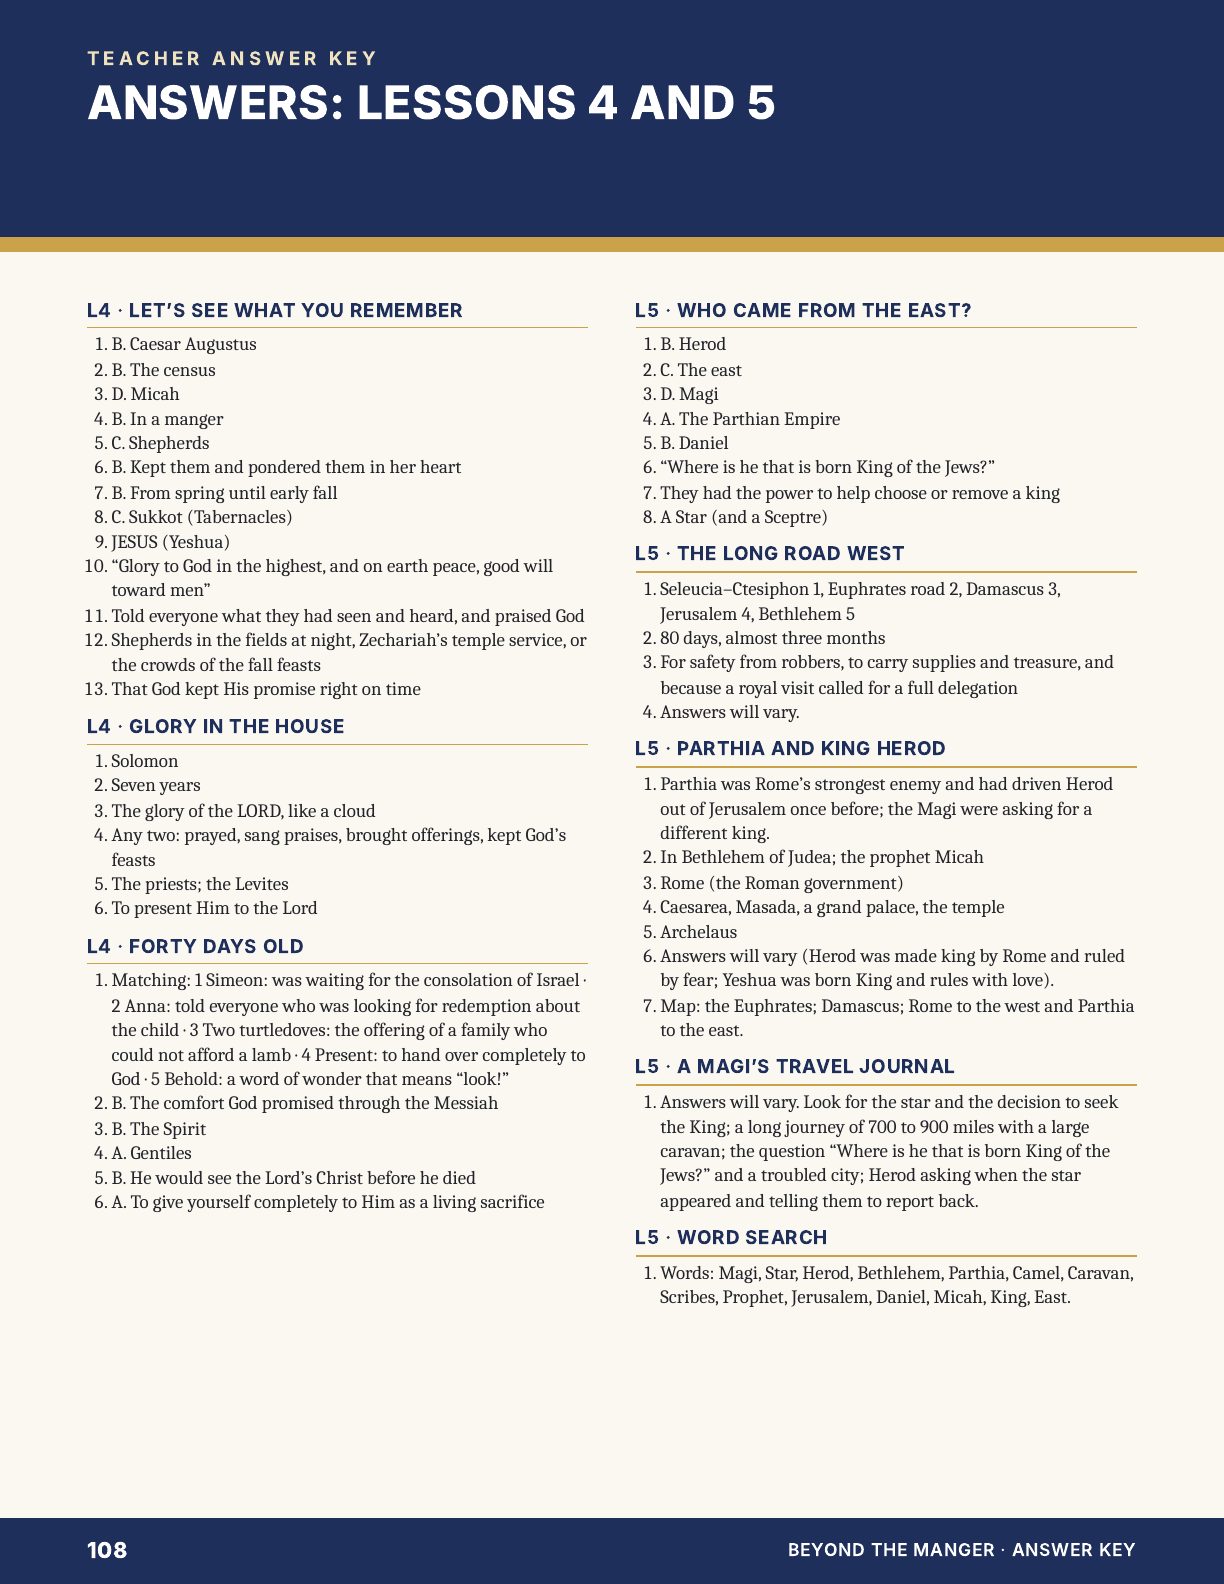 TEACHER ANSWER KEY
ANSWERS: LESSONS 4 AND 5
L4 · LET’S SEE WHAT YOU REMEMBER
1. B. Caesar Augustus
2. B. The census
3. D. Micah
4. B. In a manger
5. C. Shepherds
6. B. Kept them and pondered them in her heart
7. B. From spring until early fall
8. C. Sukkot (Tabernacles)
9. JESUS (Yeshua)
10. “Glory to God in the highest, and on earth peace, good will
toward men”
11. Told everyone what they had seen and heard, and praised God
12. Shepherds in the fields at night, Zechariah’s temple service, or
the crowds of the fall feasts
13. That God kept His promise right on time
L4 · GLORY IN THE HOUSE
1. Solomon
2. Seven years
3. The glory of the LORD, like a cloud
4. Any two: prayed, sang praises, brought offerings, kept God’s
feasts
5. The priests; the Levites
6. To present Him to the Lord
L4 · FORTY DAYS OLD
1. Matching: 1 Simeon: was waiting for the consolation of Israel ·
2 Anna: told everyone who was looking for redemption about
the child · 3 Two turtledoves: the offering of a family who
could not afford a lamb · 4 Present: to hand over completely to
God · 5 Behold: a word of wonder that means “look!”
2. B. The comfort God promised through the Messiah
3. B. The Spirit
4. A. Gentiles
5. B. He would see the Lord’s Christ before he died
6. A. To give yourself completely to Him as a living sacrifice
L5 · WHO CAME FROM THE EAST?
1. B. Herod
2. C. The east
3. D. Magi
4. A. The Parthian Empire
5. B. Daniel
6. “Where is he that is born King of the Jews?”
7. They had the power to help choose or remove a king
8. A Star (and a Sceptre)
L5 · THE LONG ROAD WEST
1. Seleucia–Ctesiphon 1, Euphrates road 2, Damascus 3,
Jerusalem 4, Bethlehem 5
2. 80 days, almost three months
3. For safety from robbers, to carry supplies and treasure, and
because a royal visit called for a full delegation
4. Answers will vary.
L5 · PARTHIA AND KING HEROD
1. Parthia was Rome’s strongest enemy and had driven Herod
out of Jerusalem once before; the Magi were asking for a
different king.
2. In Bethlehem of Judea; the prophet Micah
3. Rome (the Roman government)
4. Caesarea, Masada, a grand palace, the temple
5. Archelaus
6. Answers will vary (Herod was made king by Rome and ruled
by fear; Yeshua was born King and rules with love).
7. Map: the Euphrates; Damascus; Rome to the west and Parthia
to the east.
L5 · A MAGI’S TRAVEL JOURNAL
1. Answers will vary. Look for the star and the decision to seek
the King; a long journey of 700 to 900 miles with a large
caravan; the question “Where is he that is born King of the
Jews?” and a troubled city; Herod asking when the star
appeared and telling them to report back.
L5 · WORD SEARCH
1. Words: Magi, Star, Herod, Bethlehem, Parthia, Camel, Caravan,
Scribes, Prophet, Jerusalem, Daniel, Micah, King, East.
108
BEYOND THE MANGER · ANSWER KEY